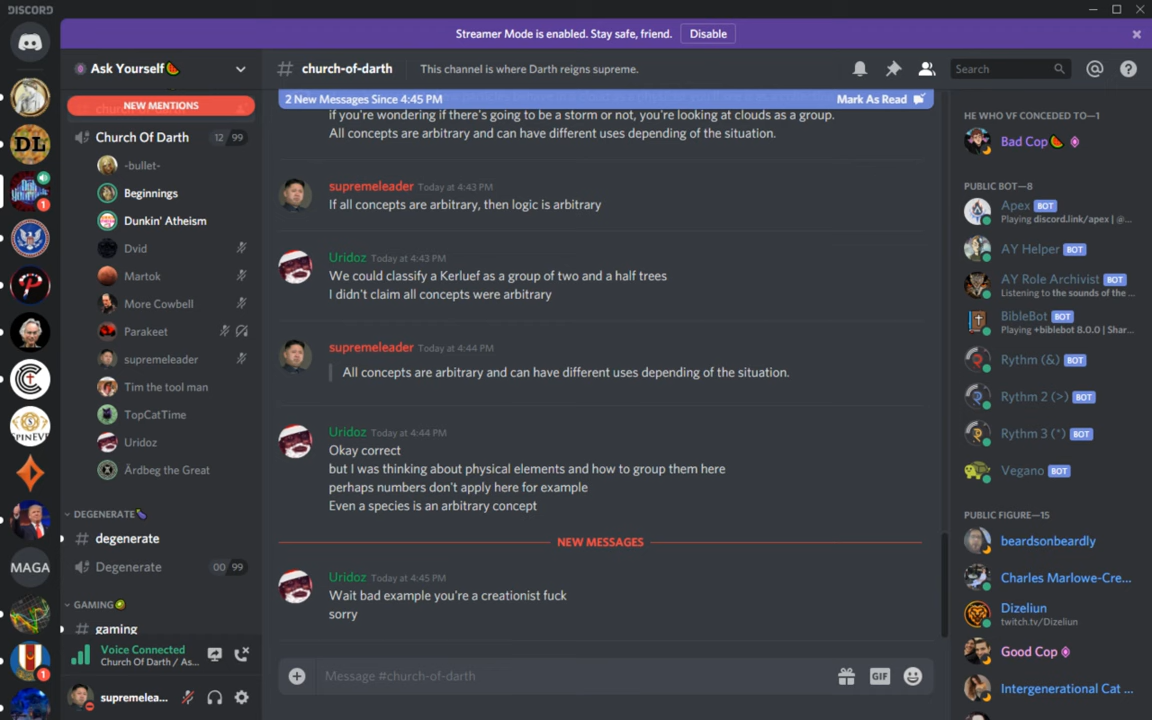 DISCORD
Streamer Mode is enabled. Stay safe, friend.
Disable
Ask Yourself🍉
# church-of-darth
This channel is where Darth reigns supreme.
Search
NEW MENTIONS
Church Of Darth 12 99
-bullet-
Beginnings
Dunkin' Atheism
Dvid
Martok
More Cowbell
Parakeet
supremeleader
Tim the tool man
TopCatTime
Uridoz
Ardbeg the Great
DEGENERATE🍆
# degenerate
Degenerate 00 99
GAMING🥝
# gaming
Voice Connected
Church Of Darth / As...
supremelea...
DL
SPINEVE
MAGA
1
1
2 New Messages Since 4:45 PM
Mark As Read
if you're wondering if there's going to be a storm or not, you're looking at clouds as a group.
All concepts are arbitrary and can have different uses depending of the situation.
supremeleader Today at 4:43 PM
If all concepts are arbitrary, then logic is arbitrary
Uridoz Today at 4:43 PM
We could classify a Kerluef as a group of two and a half trees
I didn't claim all concepts were arbitrary
supremeleader Today at 4:44 PM
All concepts are arbitrary and can have different uses depending of the situation.
Uridoz Today at 4:44 PM
Okay correct
but I was thinking about physical elements and how to group them here
perhaps numbers don't apply here for example
Even a species is an arbitrary concept
NEW MESSAGES
Uridoz Today at 4:45 PM
Wait bad example you're a creationist fuck
sorry
Message #church-of-darth
GIF
HE WHO VF CONCEDED TO—1
Bad Cop🍉
PUBLIC BOT—8
Apex BOT
Playing discord.link/apex | @...
AY Helper BOT
AY Role Archivist BOT
Listening to the sounds of the ...
BibleBot BOT
Playing +biblebot 8.0.0 | Shar...
Rythm (&) BOT
Rythm 2 (>) BOT
Rythm 3 (*) BOT
Vegano BOT
PUBLIC FIGURE—15
beardsonbeardly
Charles Marlowe-Cre...
Dizeliun
twitch.tv/Dizeliun
Good Cop
Intergenerational Cat ...